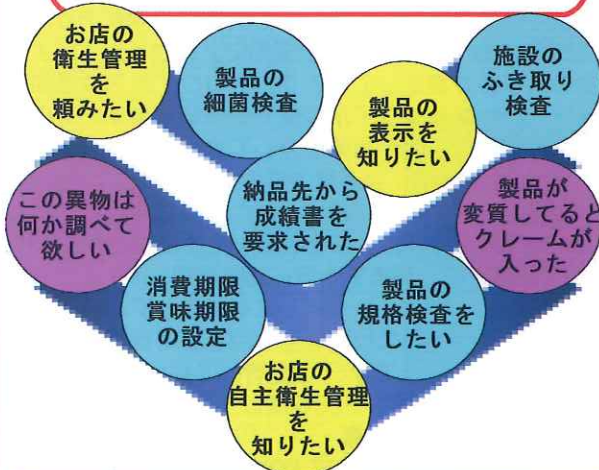 お店の
衛生管理
を
頼みたい
製品の
細菌検査
製品の
表示を
知りたい
施設の
ふき取り
検査
この異物は
何か調べて
欲しい
納品先から
成績書を
要求された
製品が
変質してると
クレームが
入った
消費期限
賞味期限
の設定
製品の
規格検査を
したい
お店の
自主衛生管理
を
知りたい